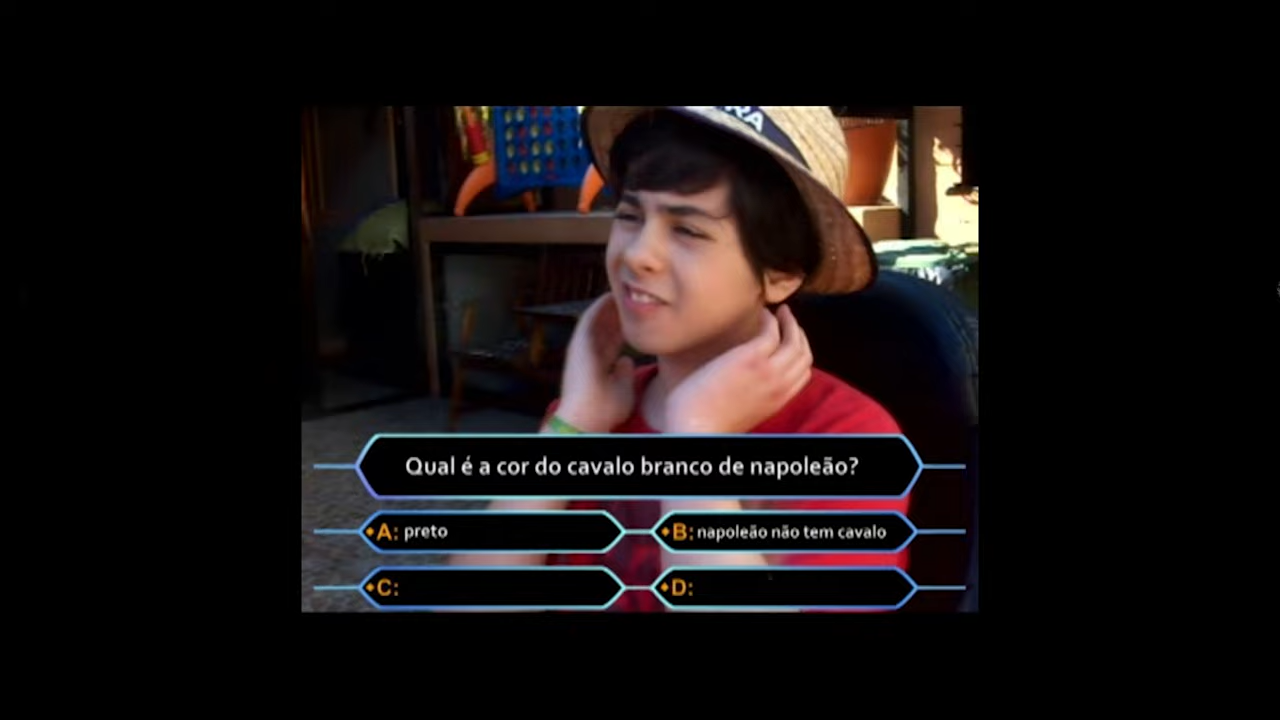 Qual é a cor do cavalo branco de napoleão?
A: preto
B: napoleão não tem cavalo
C:
D: